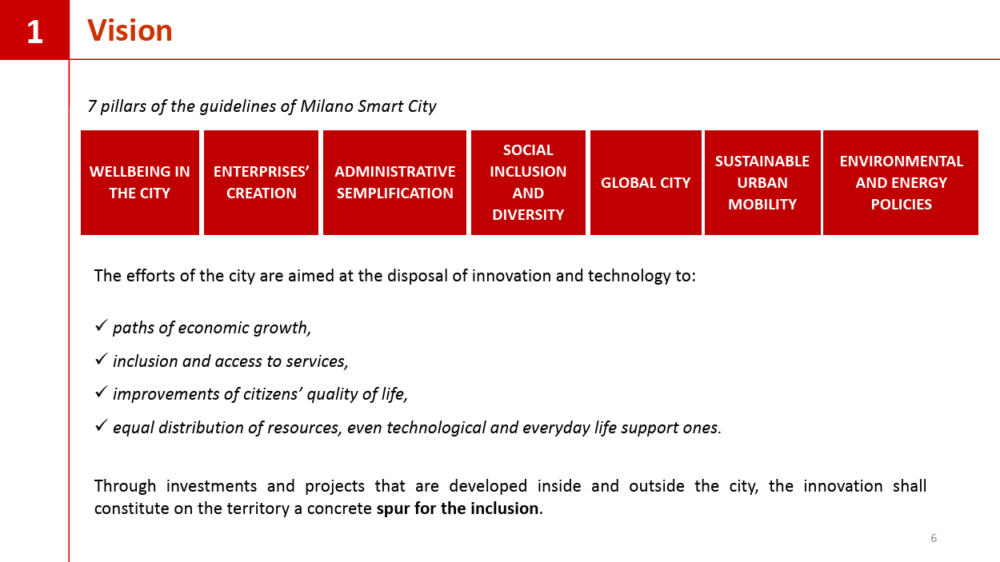 1
Vision
7 pillars of the guidelines of Milano Smart City
WELLBEING IN
THE CITY
ENTERPRISES’
CREATION
ADMINISTRATIVE
SEMPLIFICATION
SOCIAL
INCLUSION
AND
DIVERSITY
GLOBAL CITY
SUSTAINABLE
URBAN
MOBILITY
ENVIRONMENTAL
AND ENERGY
POLICIES
The efforts of the city are aimed at the disposal of innovation and technology to:
✓ paths of economic growth,
✓ inclusion and access to services,
✓ improvements of citizens’ quality of life,
✓ equal distribution of resources, even technological and everyday life support ones.
Through investments and projects that are developed inside and outside the city, the innovation shall
constitute on the territory a concrete spur for the inclusion.
6